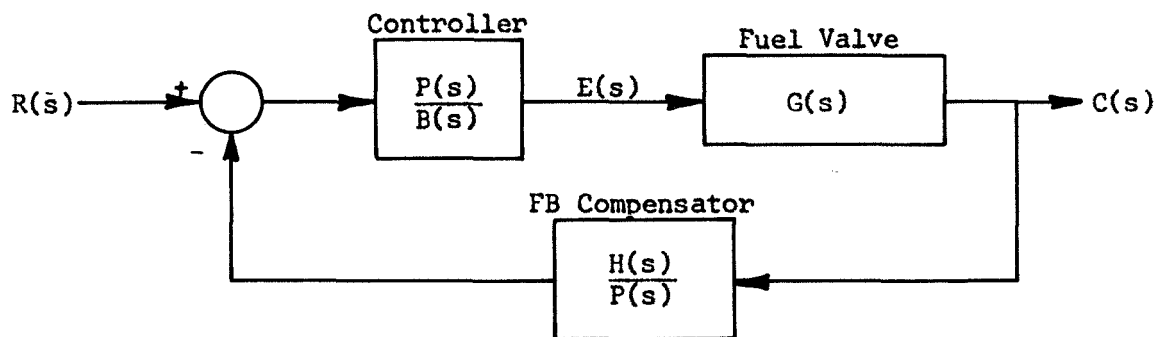 Controller
Fuel Valve
R(s)
+
-
P(s)
B(s)
E(s)
G(s)
C(s)
FB Compensator
H(s)
P(s)